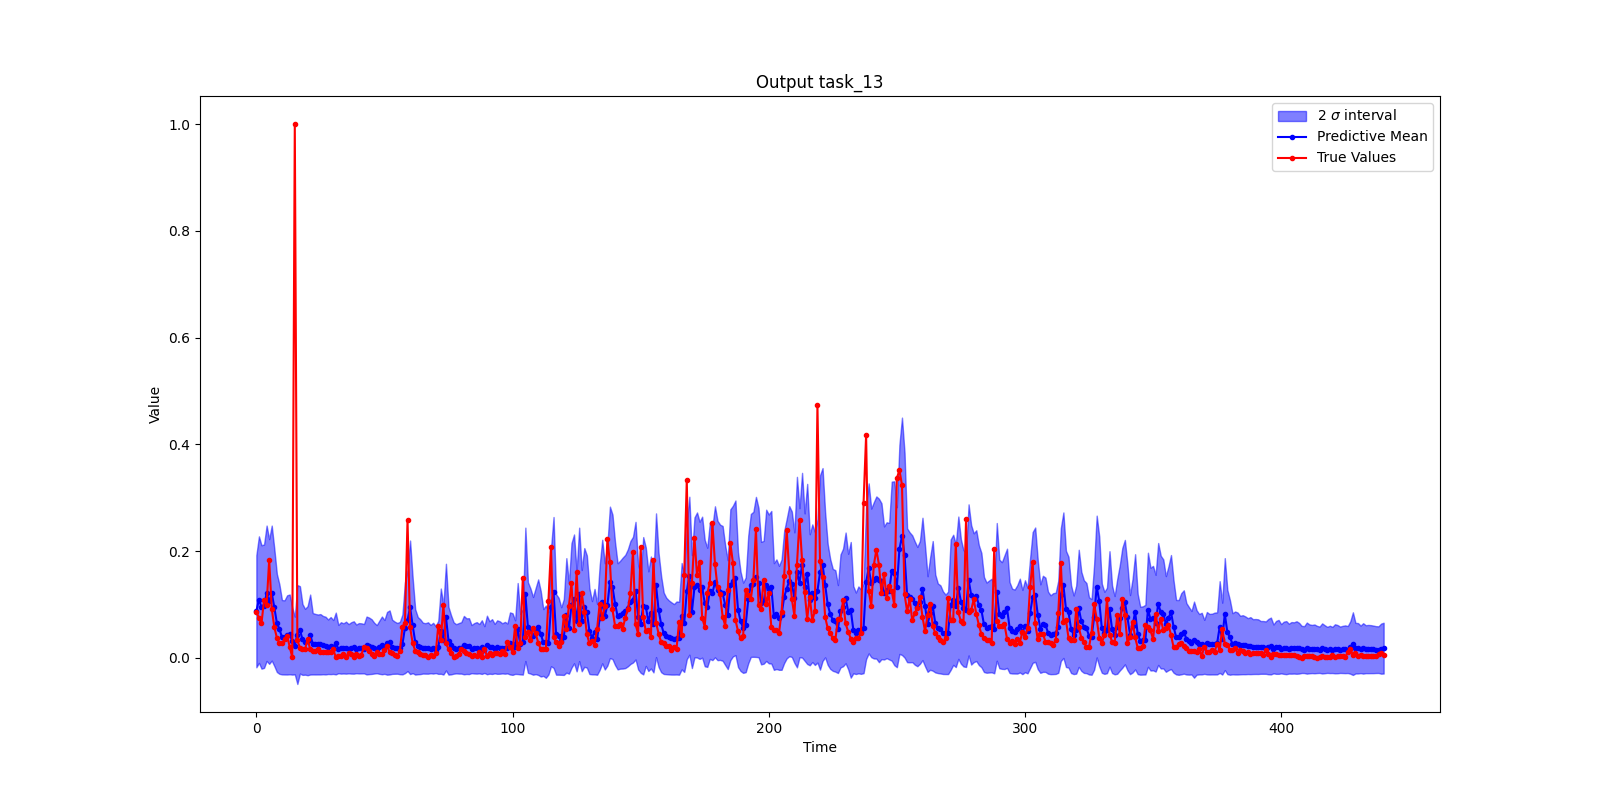 Output task_13
2 σ interval
Predictive Mean
True Values
1.0
0.8
0.6
0.4
0.2
0.0
Value
0 100 200 300 400
Time